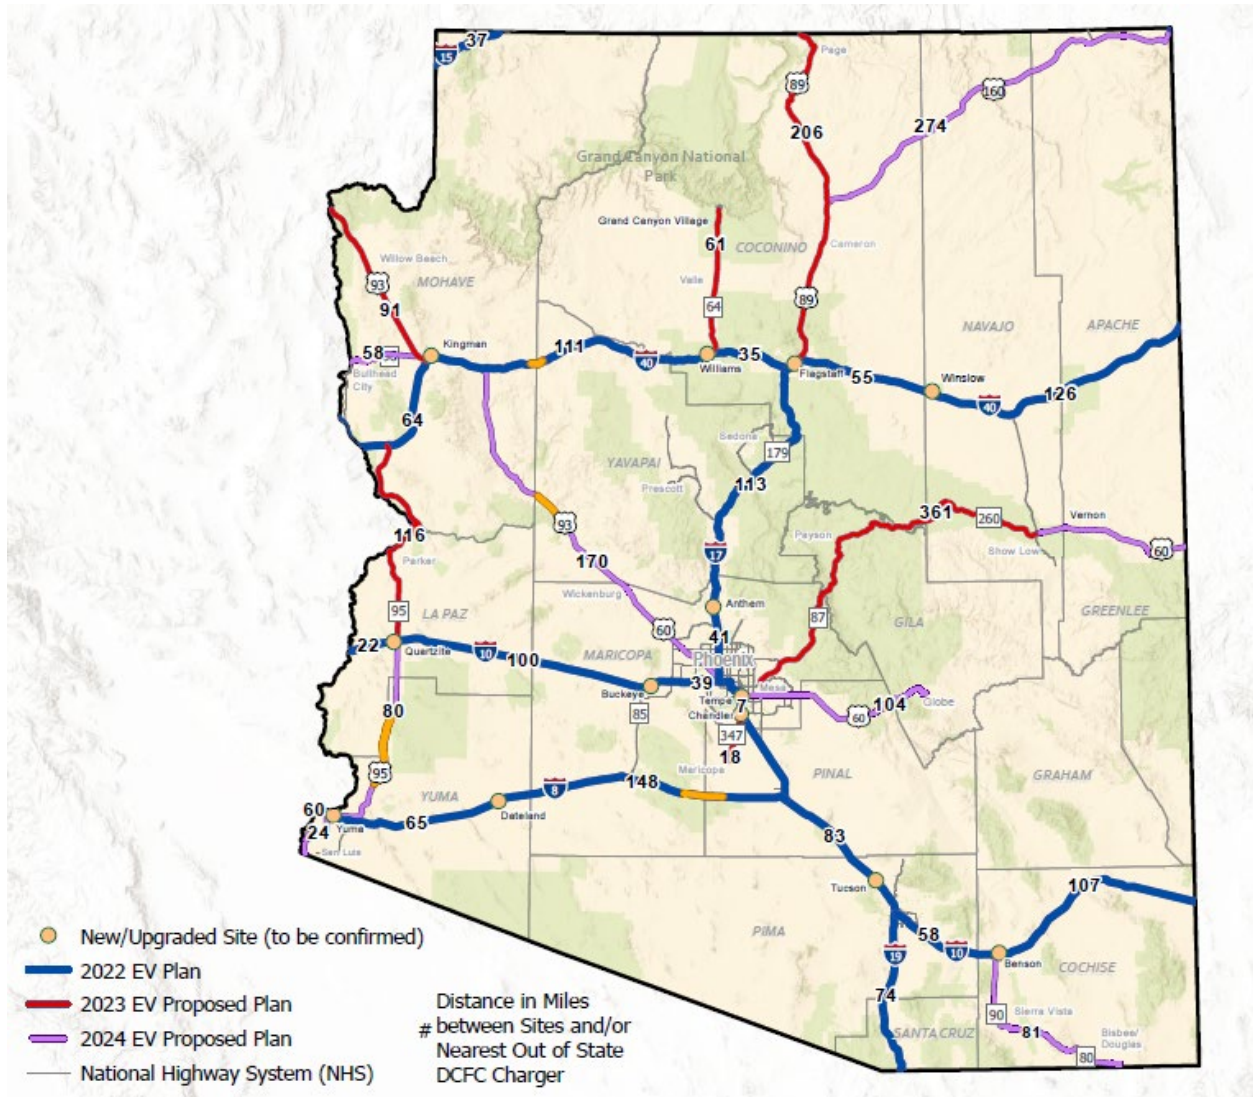 37
15
Page
89
160
206
274
Grand Canyon National
Park
Grand Canyon Village
61
COCONINO
Cameron
Willow Beach
MOHAVE
93
Valle
91
64
89
NAVAJO
APACHE
58
Kingman
111
40
35
Williams
Flagstaff
55
Winslow
Bullhead
City
64
40
126
Sedona
179
YAVAPAI
Prescott
113
93
361
260
Vernon
116
Payson
Show Low
60
17
Parker
170
Wickenburg
95
LA PAZ
Anthem
87
GILA
GREENLEE
60
41
22
Quartzite
10
100
MARICOPA
Phoenix
Buckeye
39
Mesa
Tempe
7
80
85
Chandler
60
104
Globe
347
18
95
Maricopa
PINAL
GRAHAM
YUMA
8
148
60
24
Yuma
65
Dateland
San Luis
83
Tucson
107
PIMA
58
19
10
Benson
COCHISE
74
90
Sierra Vista
81
SANTA CRUZ
Bisbee/
Douglas
80
New/Upgraded Site (to be confirmed)
2022 EV Plan
2023 EV Proposed Plan
2024 EV Proposed Plan
National Highway System (NHS)
Distance in Miles
# between Sites and/or
Nearest Out of State
DCFC Charger